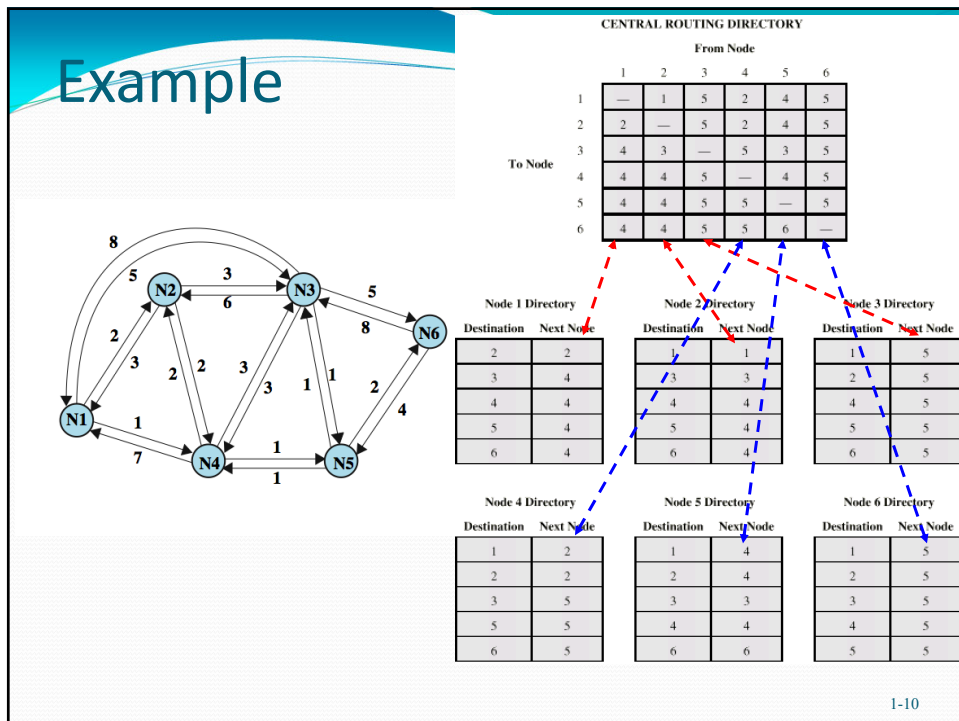 Example
CENTRAL ROUTING DIRECTORY
From Node
1 2 3 4 5 6
To Node
1 — 1 5 2 4 5
2 2 — 5 2 4 5
3 4 3 — 5 3 5
4 4 4 5 — 4 5
5 4 4 5 5 — 5
6 4 4 5 5 6 —
8
5
N2
3
6
N3
5
8
N6
2
3
2
2
3
3
1
1
2
4
N1
1
7
N4
1
1
N5
Node 1 Directory
Destination Next Node
2 2
3 4
4 4
5 4
6 4
Node 2 Directory
Destination Next Node
1 1
3 3
4 4
5 4
6 4
Node 3 Directory
Destination Next Node
1 5
2 5
4 5
5 5
6 5
Node 4 Directory
Destination Next Node
1 2
2 2
3 5
5 5
6 5
Node 5 Directory
Destination Next Node
1 4
2 4
3 3
4 4
6 6
Node 6 Directory
Destination Next Node
1 5
2 5
3 5
4 5
5 5
1-10